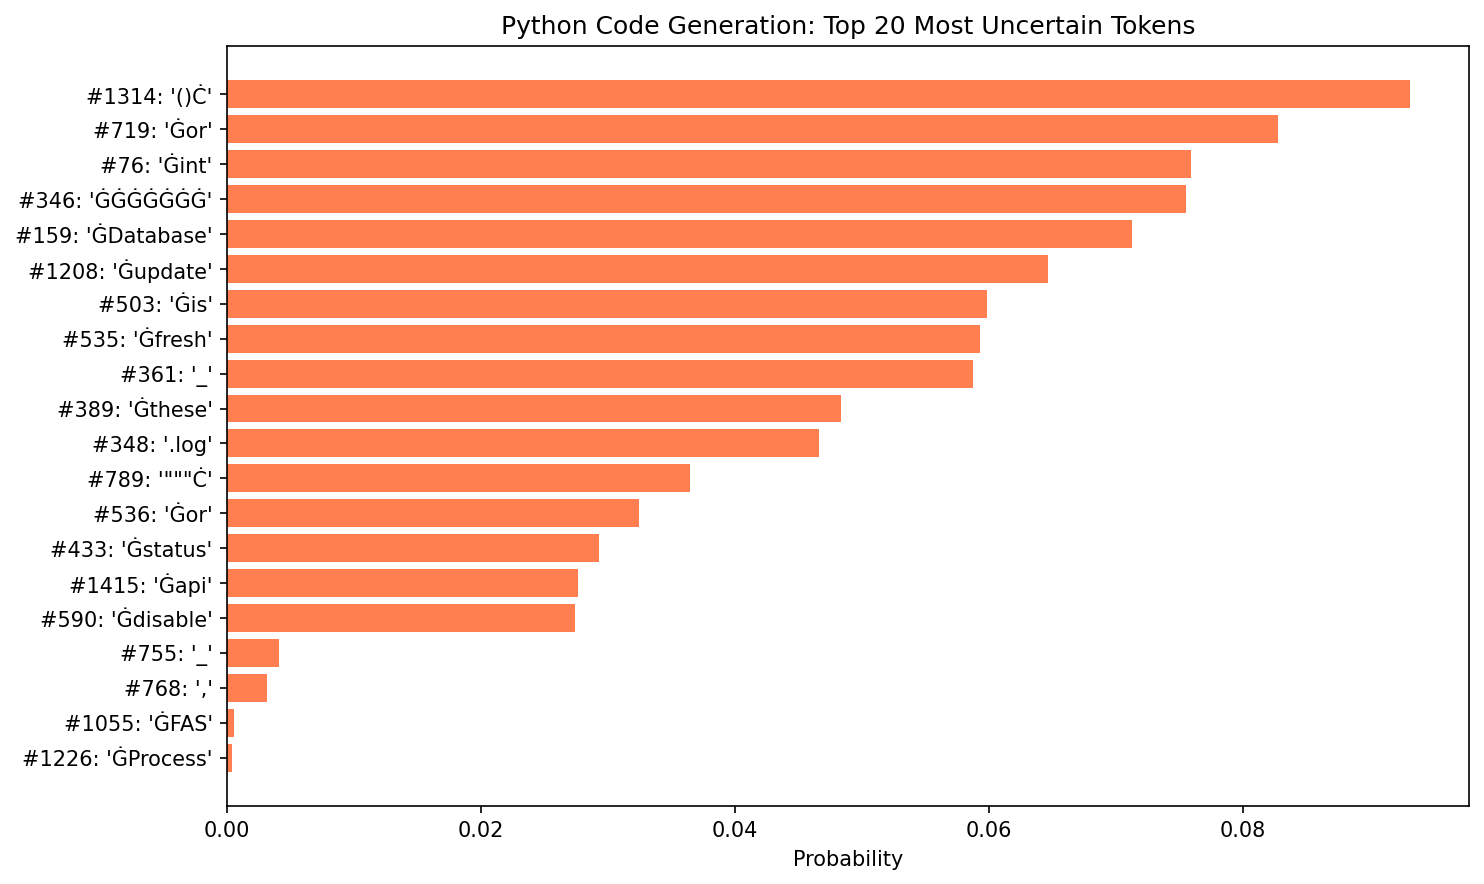 Python Code Generation: Top 20 Most Uncertain Tokens
#1314: '()Ċ'
#719: 'Ġor'
#76: 'Ġint'
#346: 'ĠĠĠĠĠĠĠ'
#159: 'ĠDatabase'
#1208: 'Ġupdate'
#503: 'Ġis'
#535: 'Ġfresh'
#361: '_'
#389: 'Ġthese'
#348: '.log'
#789: '"""Ċ'
#536: 'Ġor'
#433: 'Ġstatus'
#1415: 'Ġapi'
#590: 'Ġdisable'
#755: '_'
#768: ','
#1055: 'ĠFAS'
#1226: 'ĠProcess'
0.00 0.02 0.04 0.06 0.08
Probability